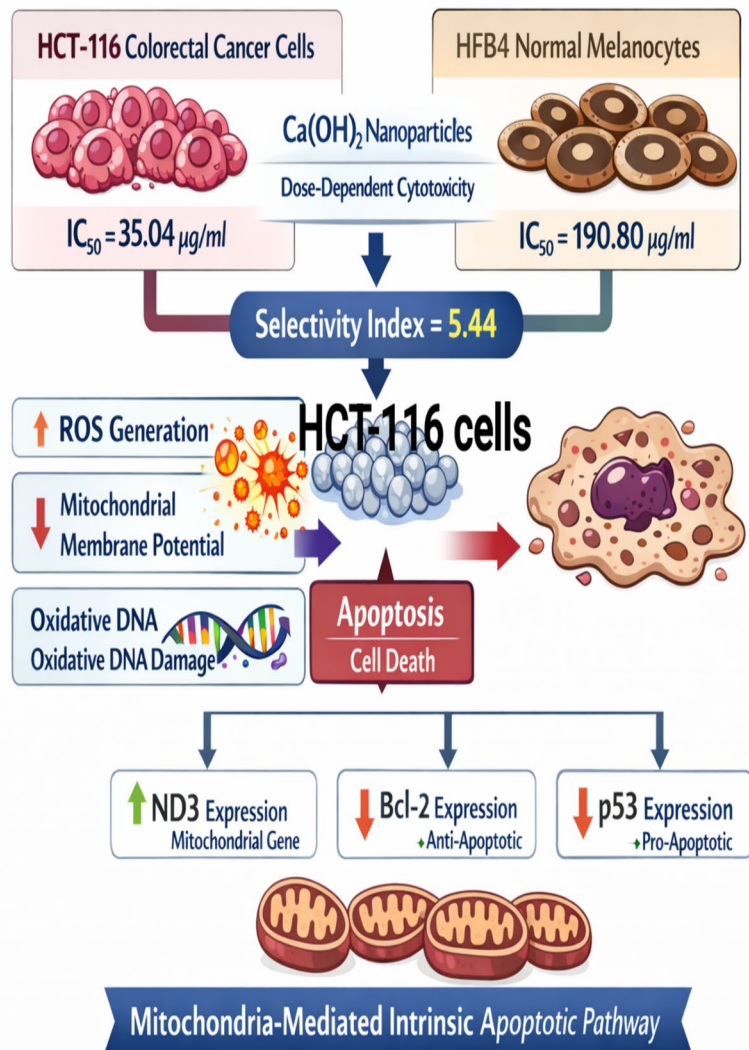 HCT-116 Colorectal Cancer Cells
HFB4 Normal Melanocytes
Ca(OH)₂ Nanoparticles
Dose-Dependent Cytotoxicity
IC₅₀ = 35.04 µg/ml
IC₅₀ = 190.80 µg/ml
Selectivity Index = 5.44
ROS Generation
HCT-116 cells
Mitochondrial
Membrane Potential
Oxidative DNA
Oxidative DNA Damage
Apoptosis
Cell Death
ND3 Expression
Mitochondrial Gene
Bcl-2 Expression
Anti-Apoptotic
p53 Expression
Pro-Apoptotic
Mitochondria-Mediated Intrinsic Apoptotic Pathway